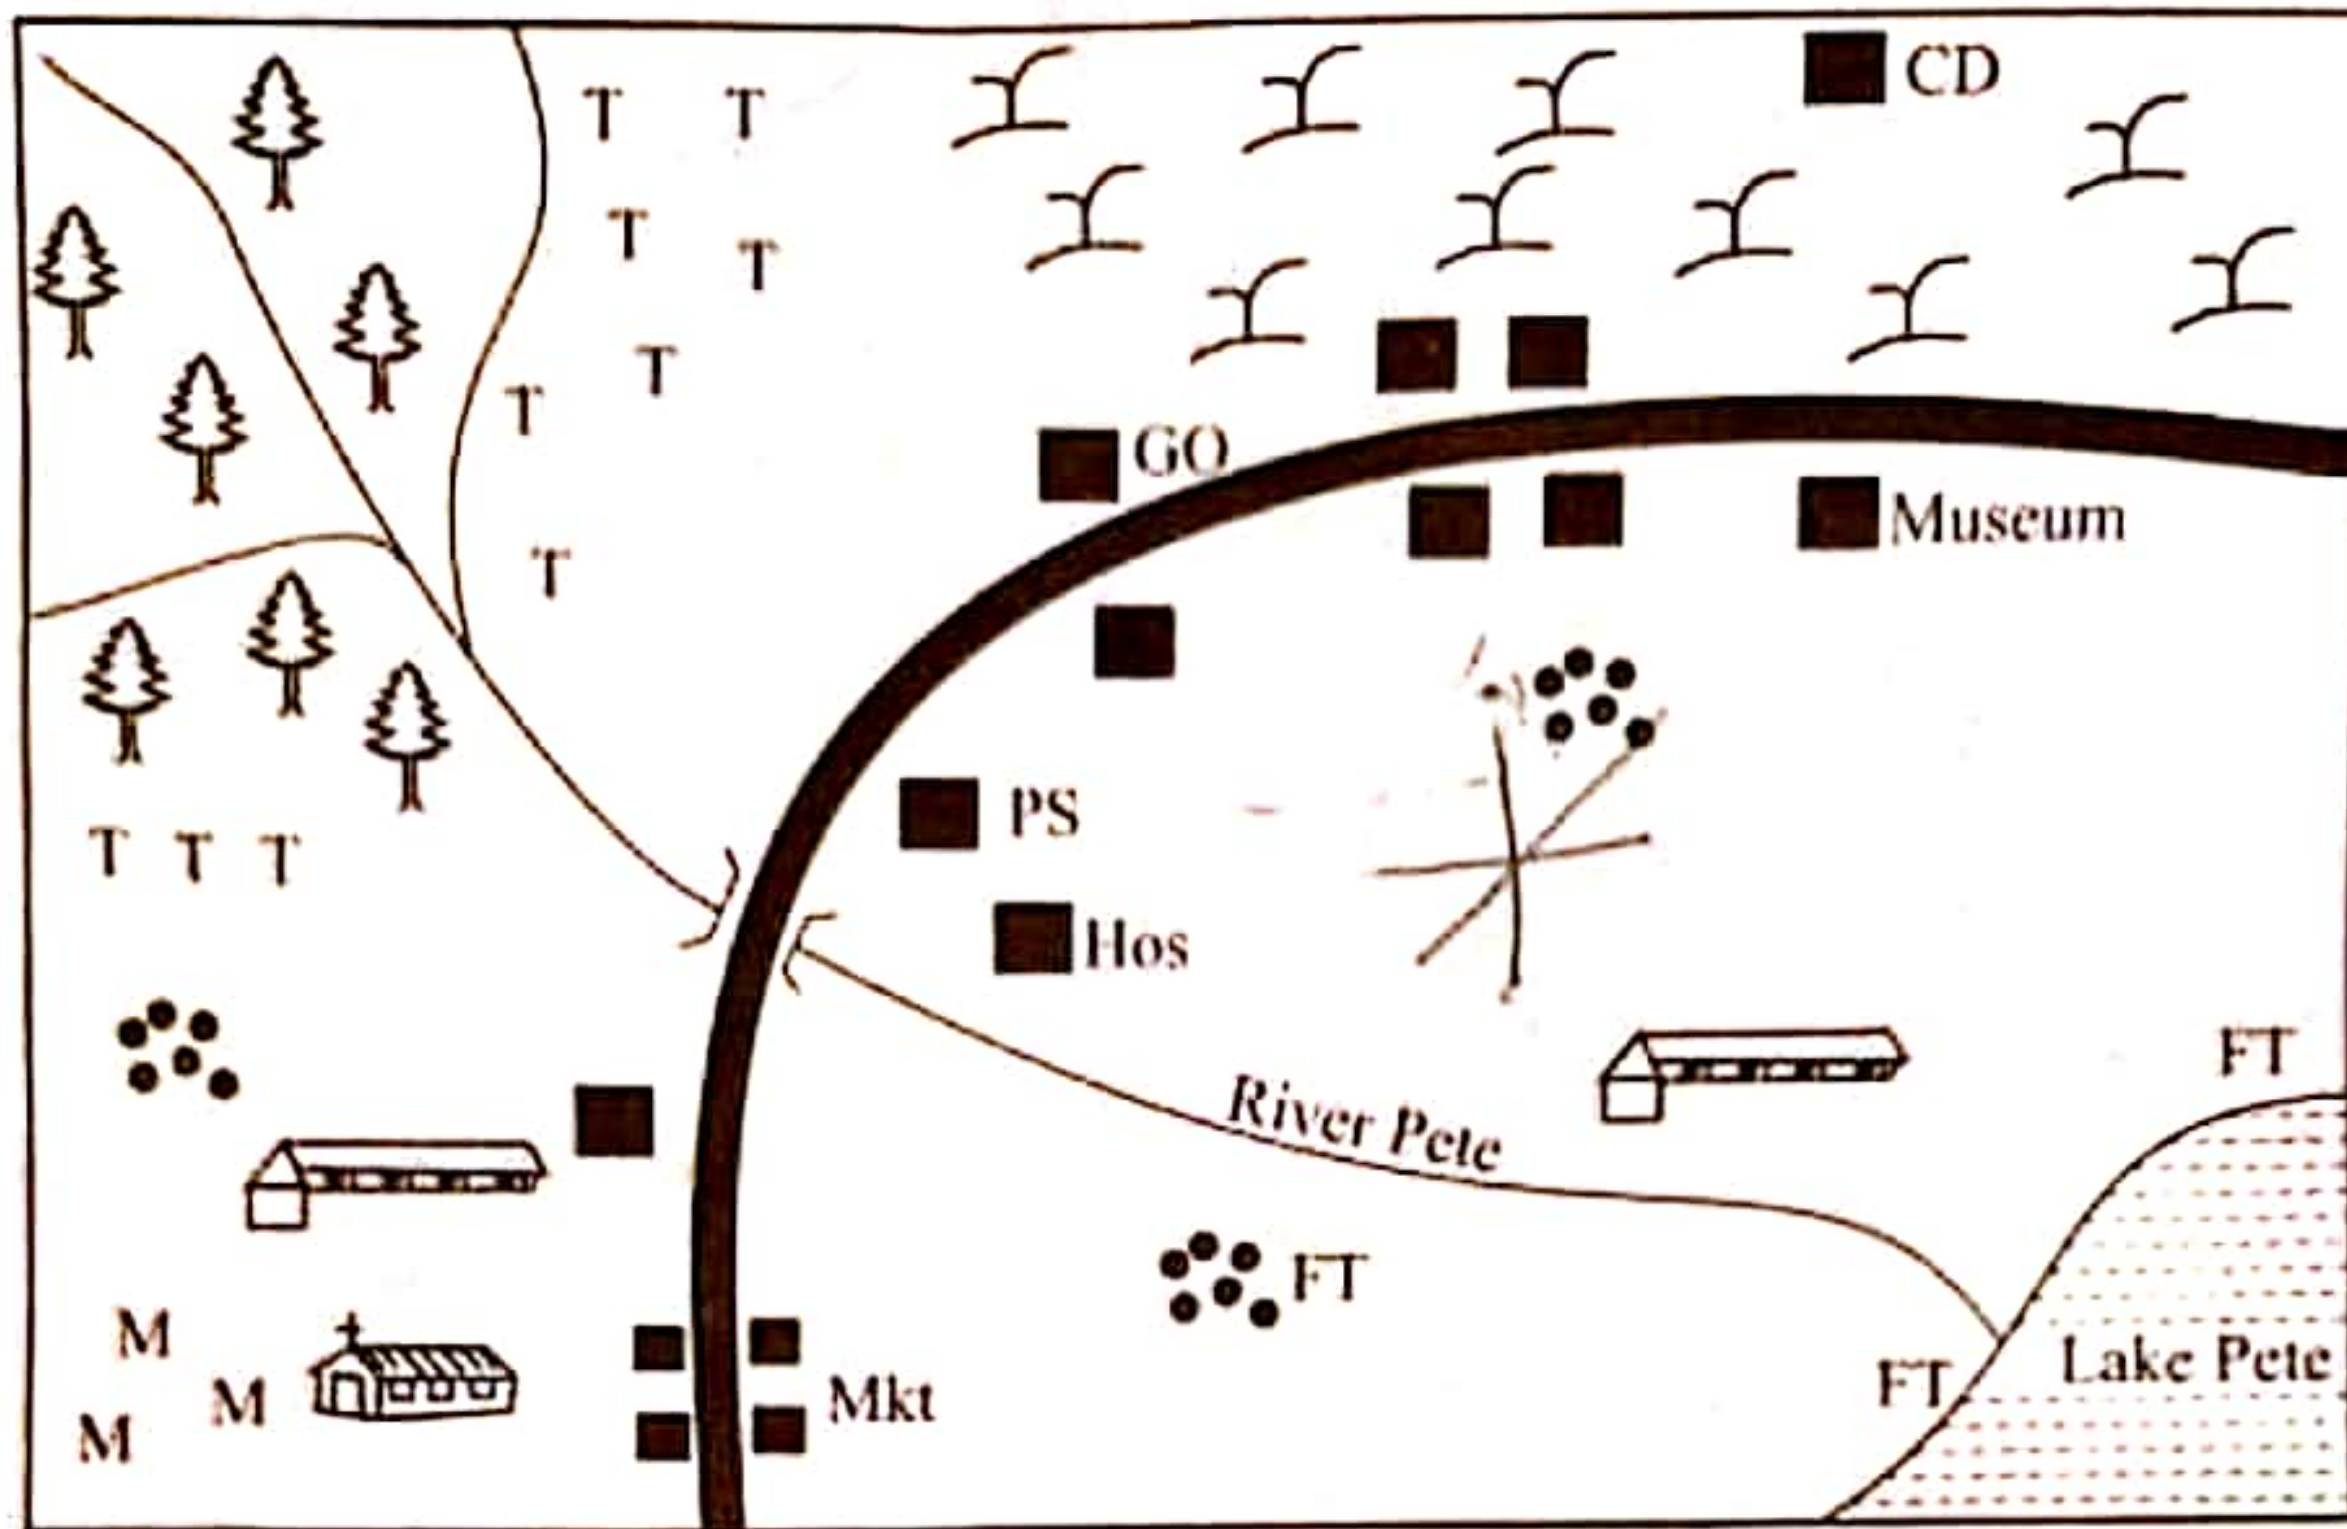 T T
CD
T
T
T
T
GO
Museum
T
PS
T T T
Hos
FT
River Pete
FT
M
Lake Pete
FT
M
Mkt
M